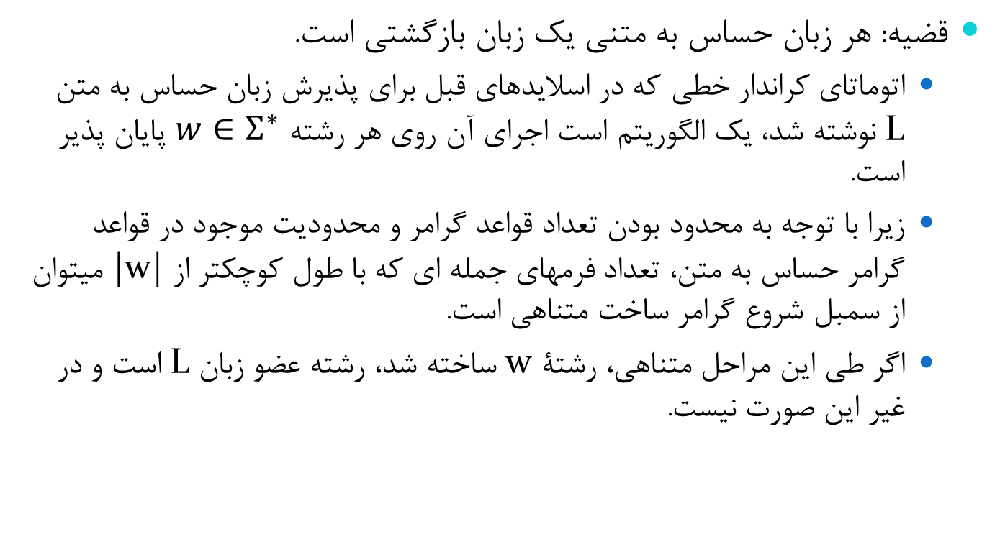 • قضیه: هر زبان حساس به متنی یک زبان بازگشتی است.
• اتوماتای کراندار خطی که در اسلایدهای قبل برای پذیرش زبان حساس به متن
L نوشته شد، یک الگوریتم است اجرای آن روی هر رشته w ∈ Σ* پایان پذیر
است.
• زیرا با توجه به محدود بودن تعداد قواعد گرامر و محدودیت موجود در قواعد
گرامر حساس به متن، تعداد فرمهای جمله ای که با طول کوچکتر از |w| میتوان
از سمبل شروع گرامر ساخت متناهی است.
• اگر طی این مراحل متناهی، رشتهٔ w ساخته شد، رشته عضو زبان L است و در
غیر این صورت نیست.